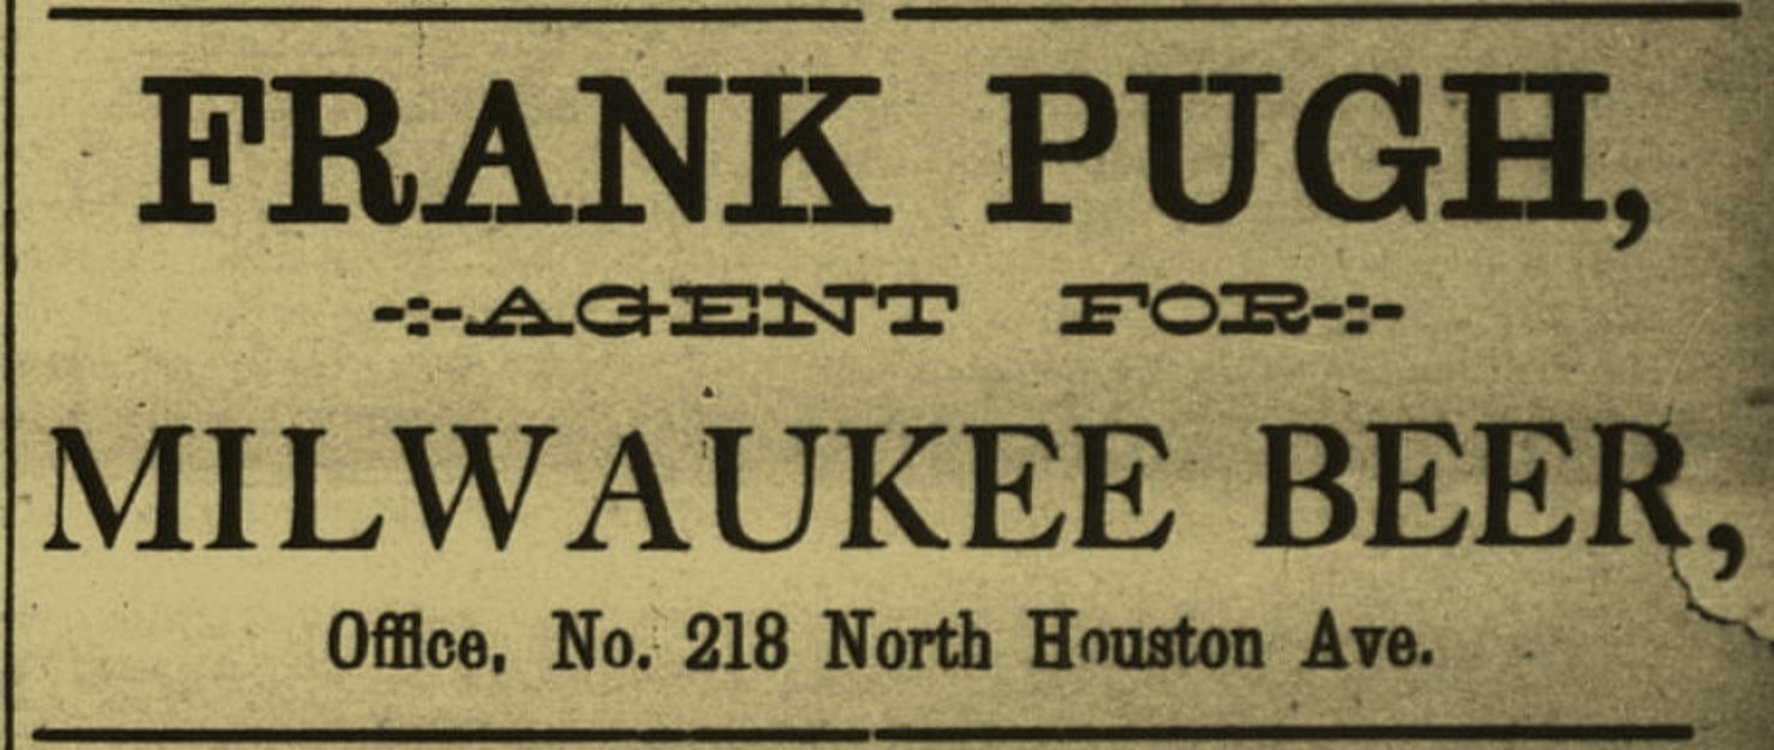 FRANK PUGH,
-:-AGENT FOR-:-
MILWAUKEE BEER,
Office, No. 218 North Houston Ave.